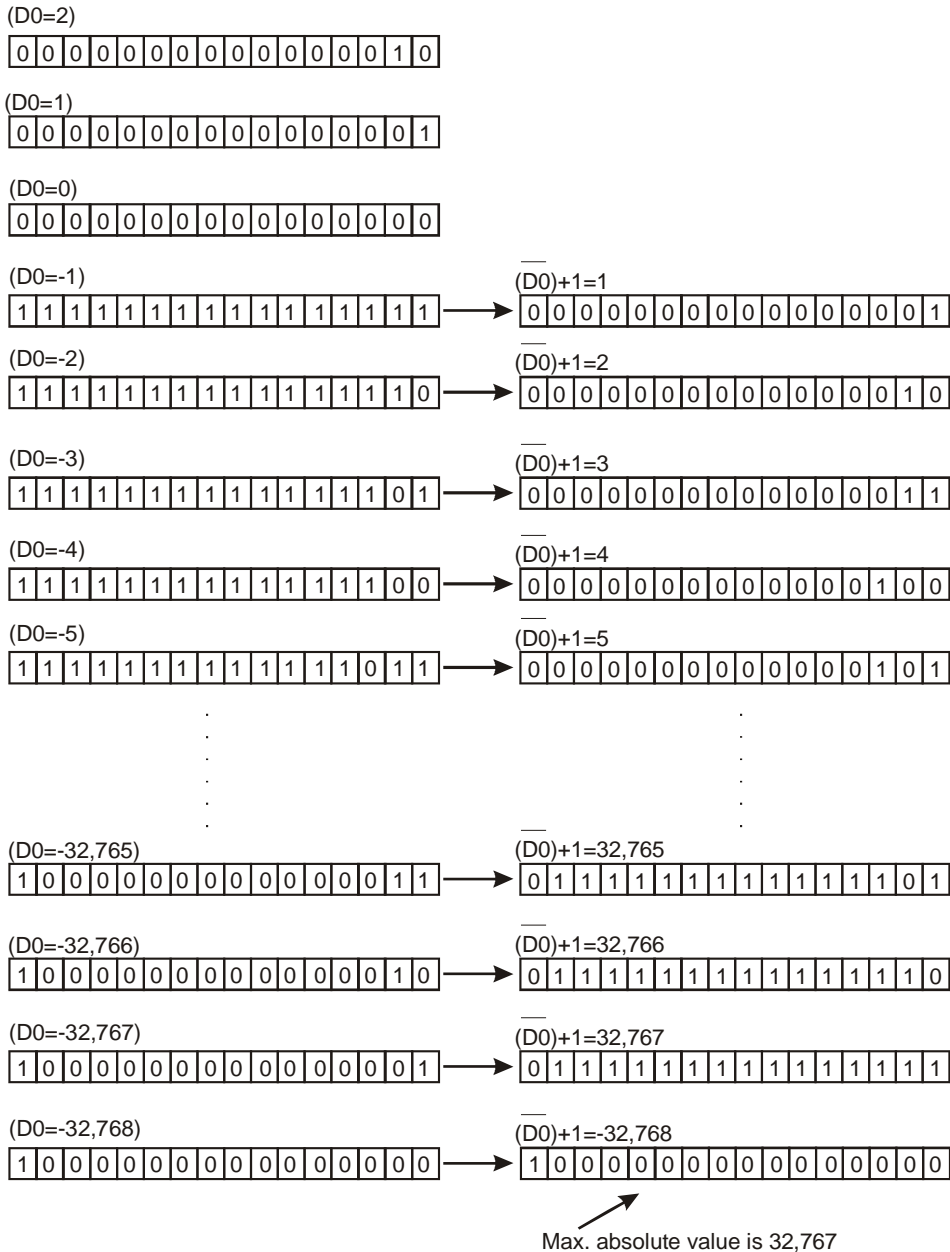 (D0=2)
0 0 0 0 0 0 0 0 0 0 0 0 0 0 1 0
(D0=1)
0 0 0 0 0 0 0 0 0 0 0 0 0 0 0 1
(D0=0)
0 0 0 0 0 0 0 0 0 0 0 0 0 0 0 0
(D0=-1)
1 1 1 1 1 1 1 1 1 1 1 1 1 1 1 1
(D̅0̅)+1=1
0 0 0 0 0 0 0 0 0 0 0 0 0 0 0 1
(D0=-2)
1 1 1 1 1 1 1 1 1 1 1 1 1 1 1 0
(D̅0̅)+1=2
0 0 0 0 0 0 0 0 0 0 0 0 0 0 1 0
(D0=-3)
1 1 1 1 1 1 1 1 1 1 1 1 1 1 0 1
(D̅0̅)+1=3
0 0 0 0 0 0 0 0 0 0 0 0 0 0 1 1
(D0=-4)
1 1 1 1 1 1 1 1 1 1 1 1 1 1 0 0
(D̅0̅)+1=4
0 0 0 0 0 0 0 0 0 0 0 0 0 1 0 0
(D0=-5)
1 1 1 1 1 1 1 1 1 1 1 1 1 0 1 1
(D̅0̅)+1=5
0 0 0 0 0 0 0 0 0 0 0 0 0 1 0 1
(D0=-32,765)
1 0 0 0 0 0 0 0 0 0 0 0 0 0 1 1
(D̅0̅)+1=32,765
0 1 1 1 1 1 1 1 1 1 1 1 1 1 0 1
(D0=-32,766)
1 0 0 0 0 0 0 0 0 0 0 0 0 0 1 0
(D̅0̅)+1=32,766
0 1 1 1 1 1 1 1 1 1 1 1 1 1 1 0
(D0=-32,767)
1 0 0 0 0 0 0 0 0 0 0 0 0 0 0 1
(D̅0̅)+1=32,767
0 1 1 1 1 1 1 1 1 1 1 1 1 1 1 1
(D0=-32,768)
1 0 0 0 0 0 0 0 0 0 0 0 0 0 0 0
(D̅0̅)+1=-32,768
1 0 0 0 0 0 0 0 0 0 0 0 0 0 0 0
Max. absolute value is 32,767